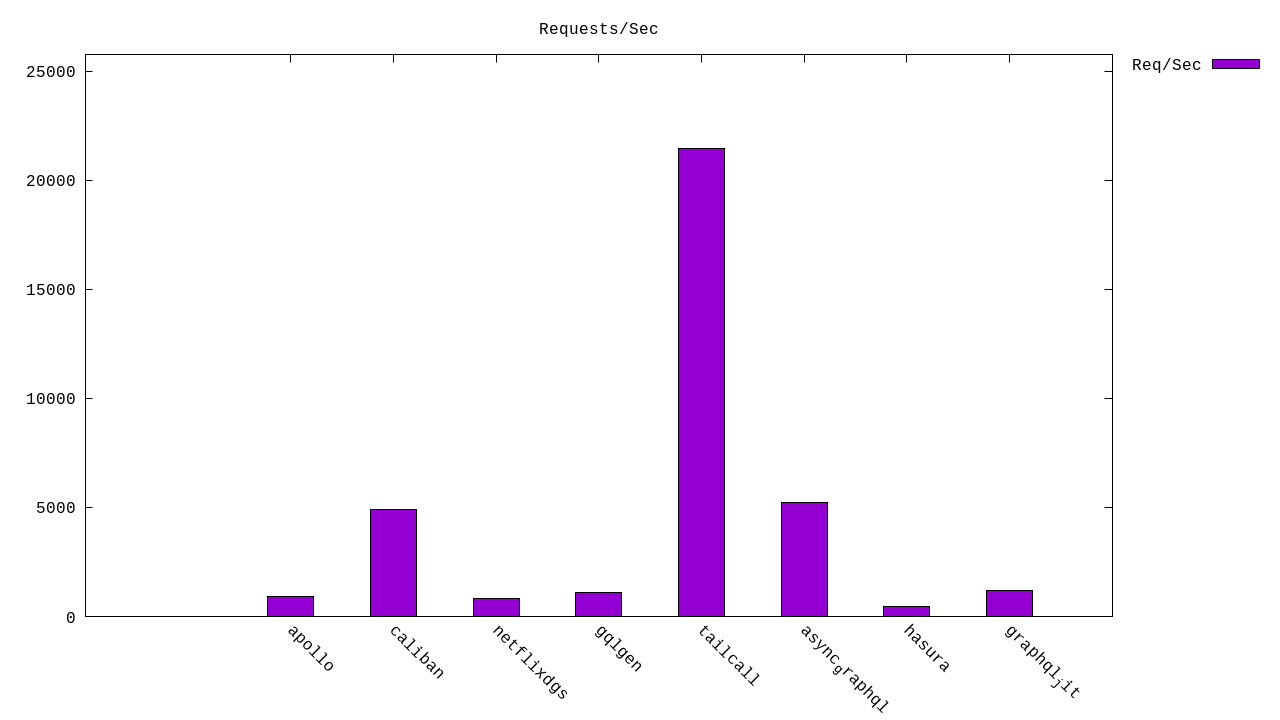 Requests/Sec
Req/Sec
25000
20000
15000
10000
5000
0
apollo
caliban
netflixdgs
gqlgen
tailcall
async_graphql
hasura
graphql_jit